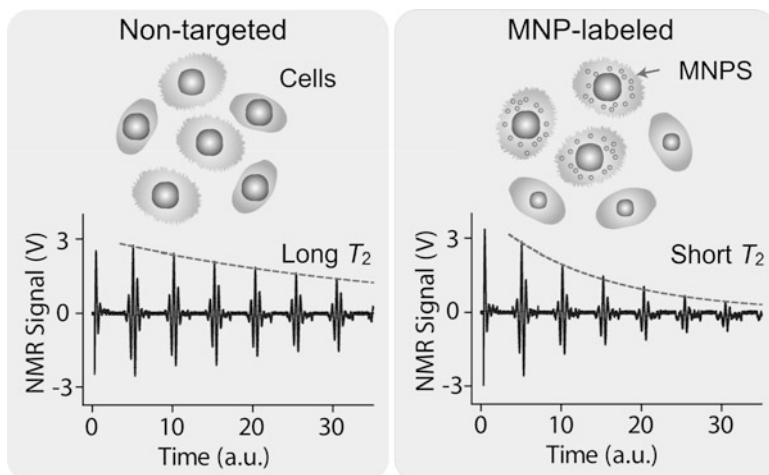 Non-targeted
Cells
Long T₂
3
0
-3
NMR Signal (V)
0 10 20 30
Time (a.u.)
MNP-labeled
MNPS
Short T₂
3
0
-3
NMR Signal (V)
0 10 20 30
Time (a.u.)